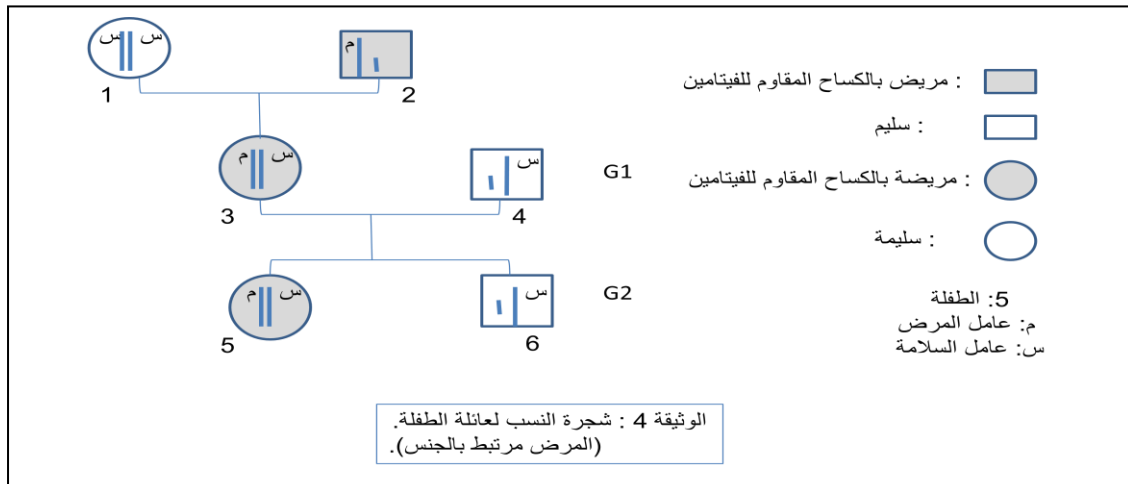 س س
م
1
2
م س
س
G1
3
4
م س
س
G2
5
6
: مريض بالكساح المقاوم للفيتامين
: سليم
: مريضة بالكساح المقاوم للفيتامين
: سليمة
5: الطفلة
م: عامل المرض
س: عامل السلامة
الوثيقة 4 : شجرة النسب لعائلة الطفلة.
(المرض مرتبط بالجنس).